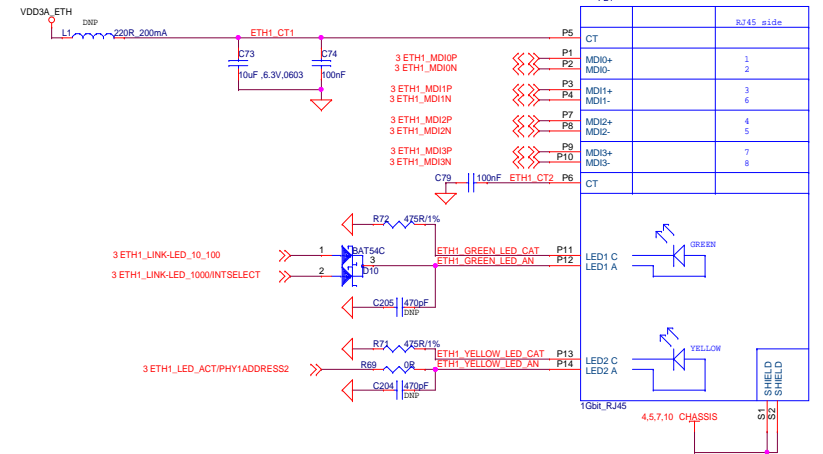 VDD3A_ETH
DNP
L1
220R_200mA
ETH1_CT1
P5
CT
RJ45 side
C73
10uF ,6.3V,0603
C74
100nF
3 ETH1_MDI0P
P1
MDI0+
1
3 ETH1_MDI0N
P2
MDI0-
2
3 ETH1_MDI1P
P3
MDI1+
3
3 ETH1_MDI1N
P4
MDI1-
6
3 ETH1_MDI2P
P7
MDI2+
4
3 ETH1_MDI2N
P8
MDI2-
5
3 ETH1_MDI3P
P9
MDI3+
7
3 ETH1_MDI3N
P10
MDI3-
8
C79
100nF
ETH1_CT2
P6
CT
R72
475R/1%
3 ETH1_LINK-LED_10_100
1
BAT54C
3
D10
3 ETH1_LINK-LED_1000/INTSELECT
2
ETH1_GREEN_LED_CAT
P11
LED1 C
ETH1_GREEN_LED_AN
P12
LED1 A
GREEN
C205
470pF
DNP
R71
475R/1%
R69
0R
3 ETH1_LED_ACT/PHY1ADDRESS2
ETH1_YELLOW_LED_CAT
P13
LED2 C
ETH1_YELLOW_LED_AN
P14
LED2 A
YELLOW
C204
470pF
DNP
SHIELD
SHIELD
1Gbit_RJ45
S1
S2
4,5,7,10 CHASSIS